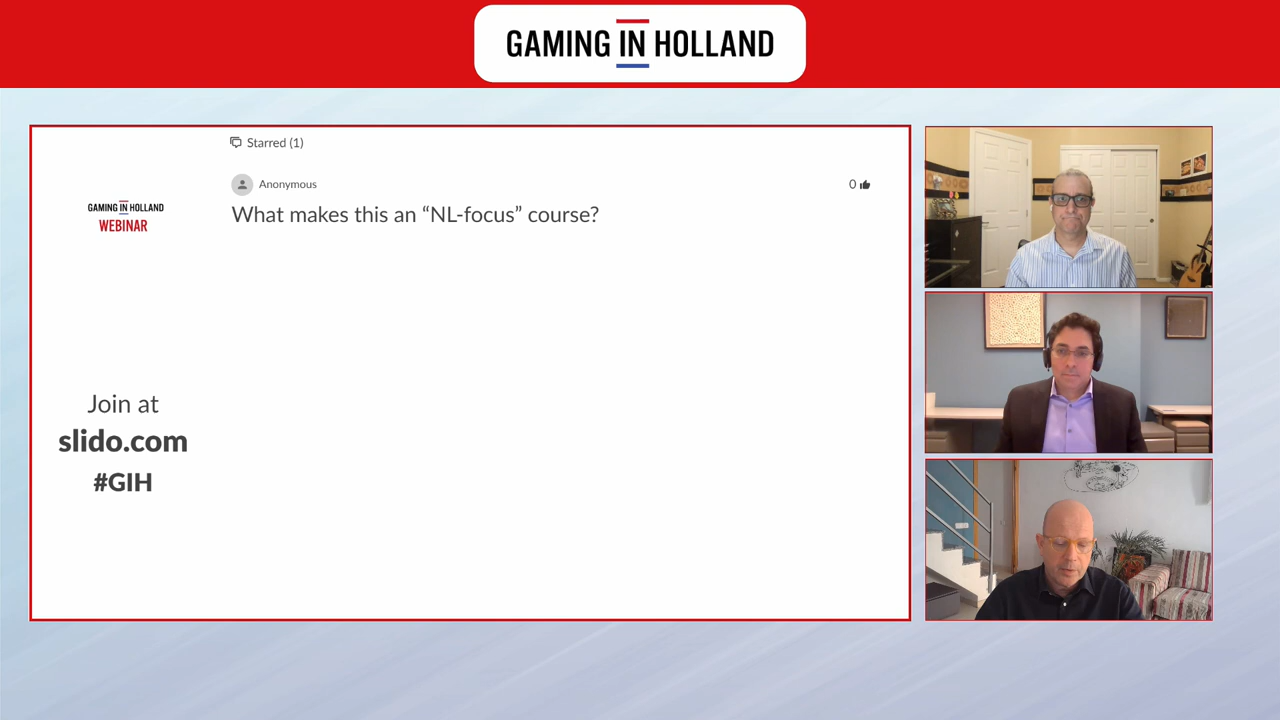 GAMING IN HOLLAND
Starred (1)
Anonymous
0
What makes this an “NL-focus” course?
GAMING IN HOLLAND
WEBINAR
Join at
slido.com
#GIH